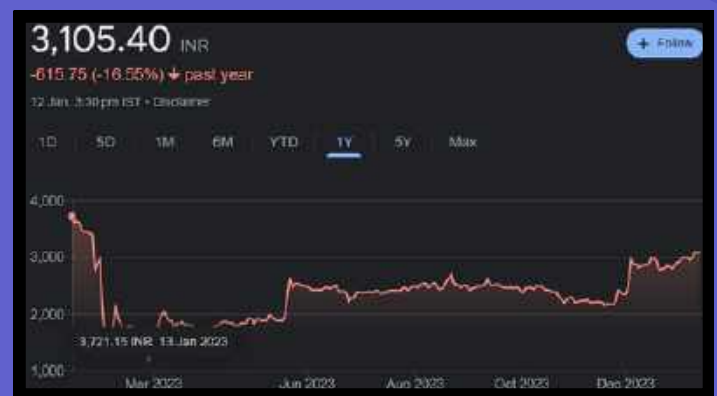 3,105.40 INR
+ Follow
-615.75 (-16.55%) ↓ past year
12 Jan, 3:30 pm IST • Disclaimer
1D 5D 1M 6M YTD 1Y 5Y Max
4,000
3,000
2,000
3,721.15 INR 13 Jan 2023
1,000
Mar 2023 Jun 2023 Aug 2023 Oct 2023 Dec 2023